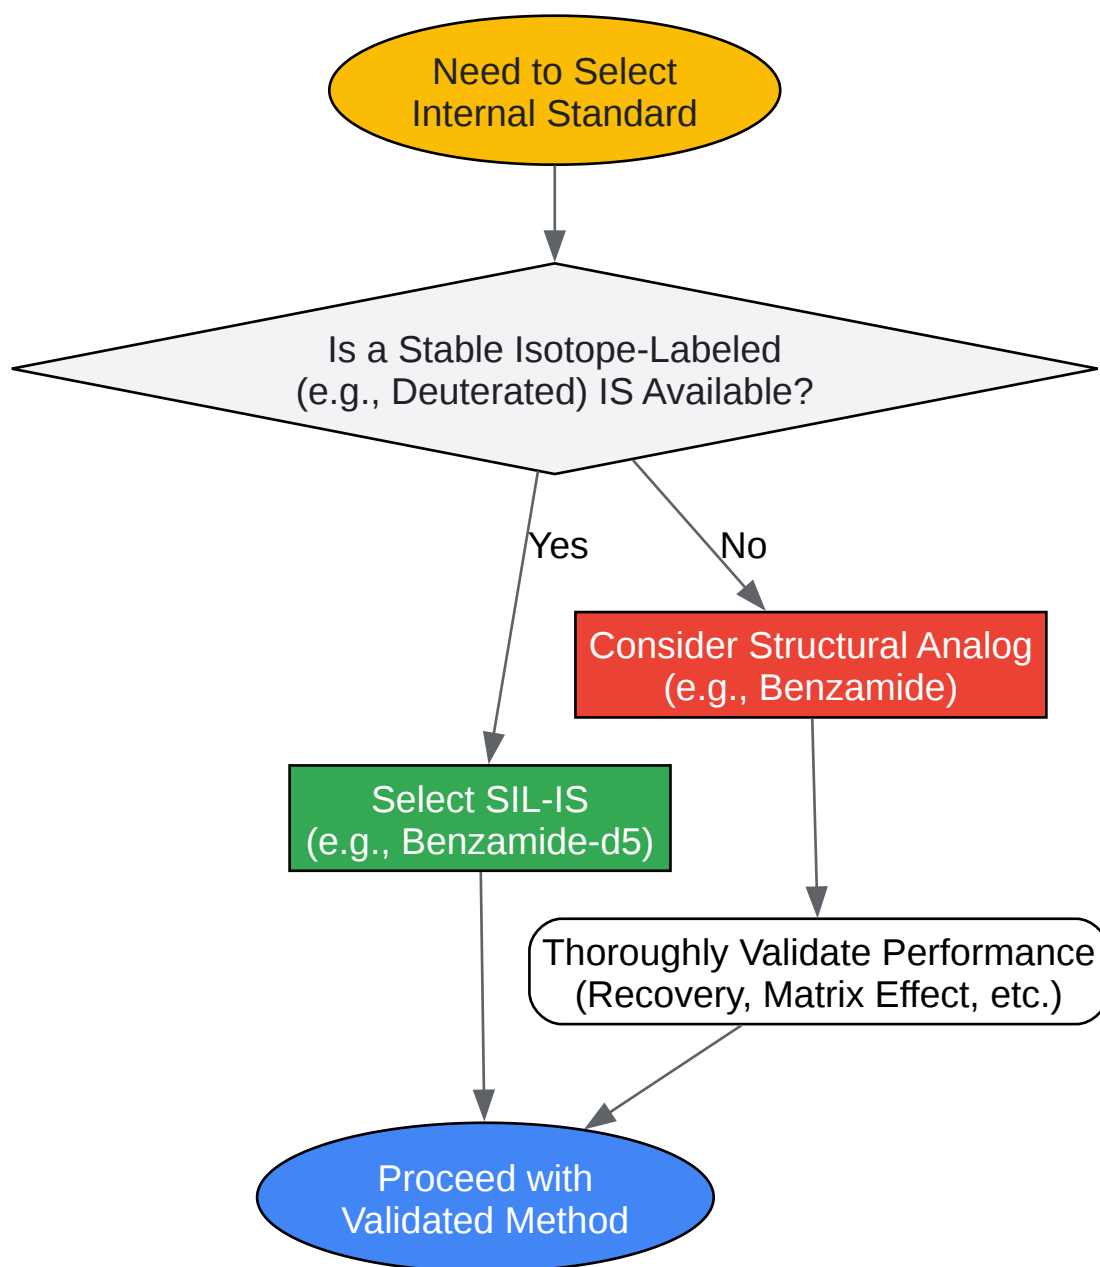 Need to Select
Internal Standard
Is a Stable Isotope-Labeled
(e.g., Deuterated) IS Available?
Yes
No
Consider Structural Analog
(e.g., Benzamide)
Select SIL-IS
(e.g., Benzamide-d5)
Thoroughly Validate Performance
(Recovery, Matrix Effect, etc.)
Proceed with
Validated Method